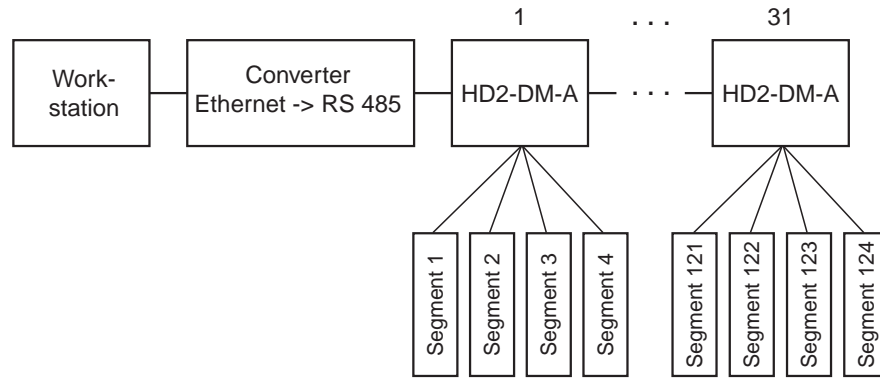 1 . . . 31
Work-
station
Converter
Ethernet -> RS 485
HD2-DM-A
. . .
HD2-DM-A
Segment 1
Segment 2
Segment 3
Segment 4
Segment 121
Segment 122
Segment 123
Segment 124